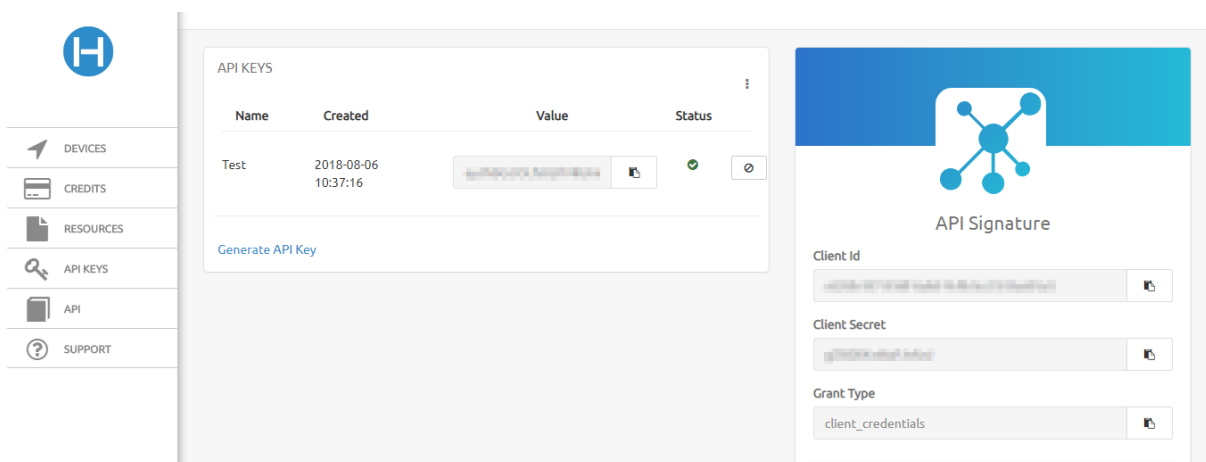 H
DEVICES
CREDITS
RESOURCES
API KEYS
API
SUPPORT
API KEYS
Name Created Value Status
Test 2018-08-06
10:37:16
Generate API Key
API Signature
Client Id
Client Secret
Grant Type
client_credentials